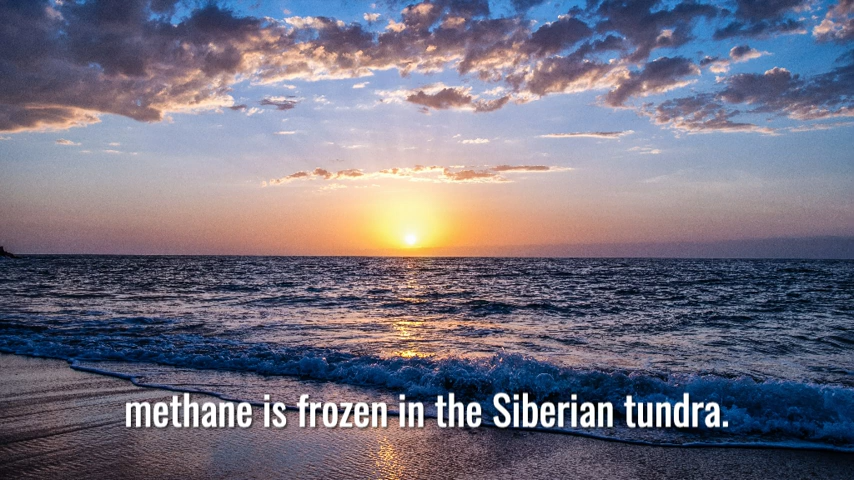 methane is frozen in the Siberian tundra.